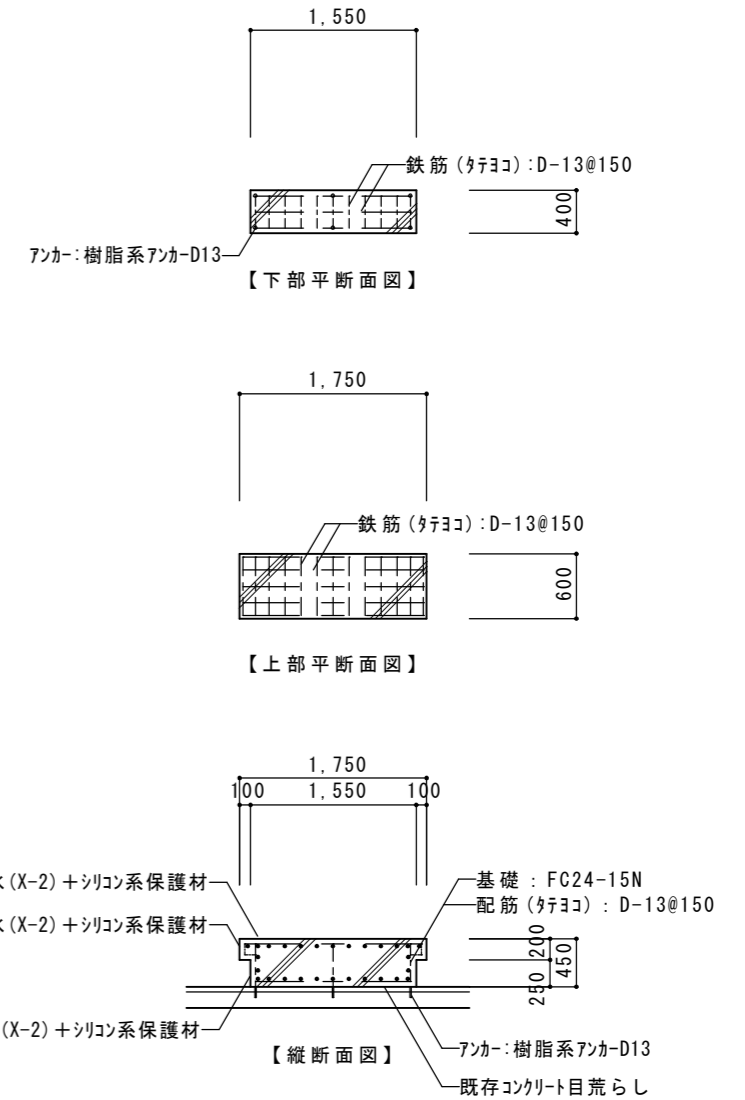 1,550
鉄筋(ﾀﾃﾖｺ):D-13@150
400
ｱﾝｶｰ:樹脂系ｱﾝｶｰD13
【下部平断面図】
1,750
鉄筋(ﾀﾃﾖｺ):D-13@150
600
【上部平断面図】
1,750
100 1,550 100
(X-2)+ｼﾘｺﾝ系保護材
基礎：FC24-15N
配筋(ﾀﾃﾖｺ)：D-13@150
(X-2)+ｼﾘｺﾝ系保護材
200
450
250
(X-2)+ｼﾘｺﾝ系保護材
【縦断面図】
ｱﾝｶｰ:樹脂系ｱﾝｶｰD13
既存ｺﾝｸﾘｰﾄ目荒らし